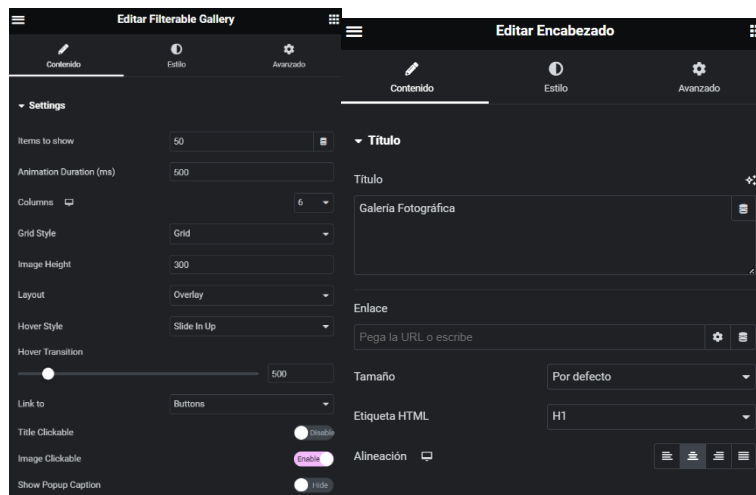 Editar Filterable Gallery
Contenido
Estilo
Avanzado
Settings
Items to show
50
Animation Duration (ms)
500
Columns
6
Grid Style
Grid
Image Height
300
Layout
Overlay
Hover Style
Slide In Up
Hover Transition
500
Link to
Buttons
Title Clickable
Disable
Image Clickable
Enable
Show Popup Caption
Hide
Editar Encabezado
Contenido
Estilo
Avanzado
Título
Título
Galería Fotográfica
Enlace
Pega la URL o escribe
Tamaño
Por defecto
Etiqueta HTML
H1
Alineación